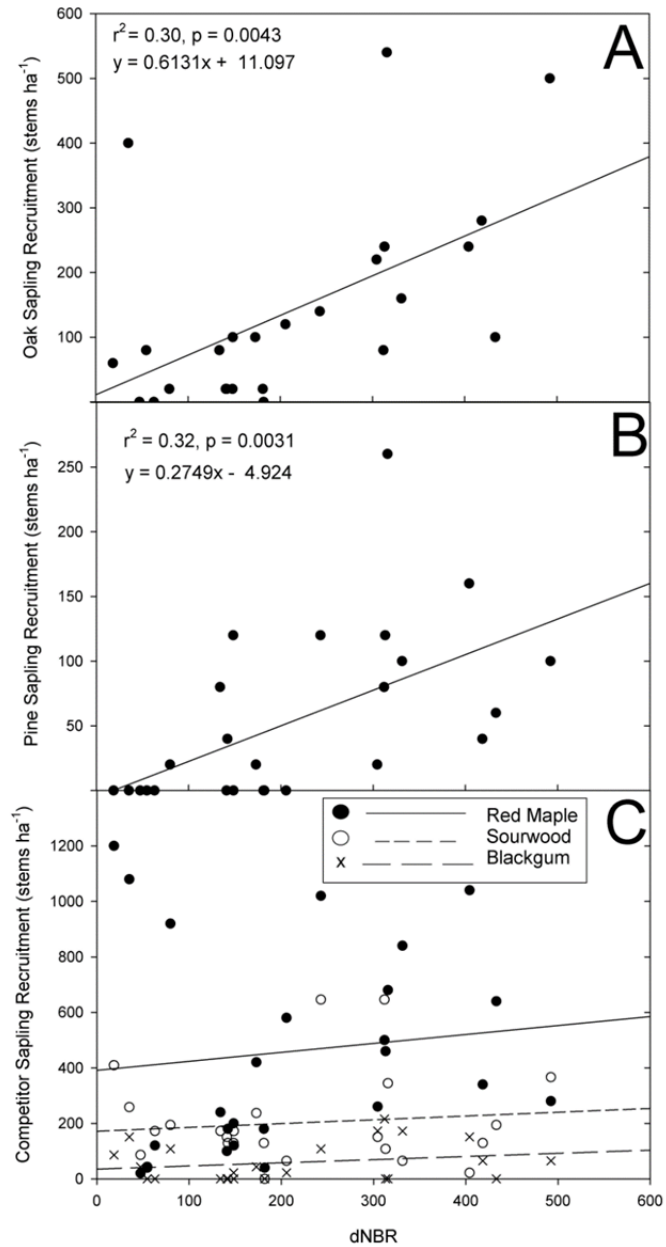 A
r² = 0.30, p = 0.0043
y = 0.6131x + 11.097
Oak Sapling Recruitment (stems ha⁻¹)
600
500
400
300
200
100
B
r² = 0.32, p = 0.0031
y = 0.2749x - 4.924
Pine Sapling Recruitment (stems ha⁻¹)
250
200
150
100
50
C
Red Maple
Sourwood
x Blackgum
Competitor Sapling Recruitment (stems ha⁻¹)
1200
1000
800
600
400
200
0
0 100 200 300 400 500 600
dNBR